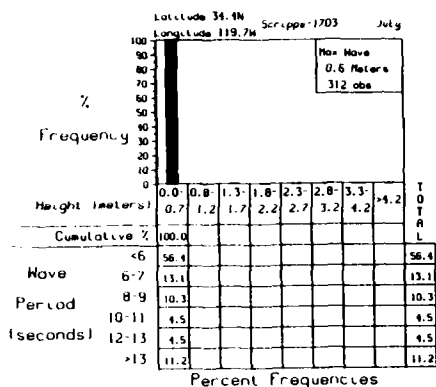 Latitude 34.4N
Longitude 119.7W
Scripps-1703
July
Max Wave
0.6 Meters
312 obs
%
Frequency
100
90
80
70
60
50
40
30
20
10
0
Height (meters)
0.0- 0.8- 1.3- 1.8- 2.3- 2.8- 3.3- >4.2
0.7 1.2 1.7 2.2 2.7 3.2 4.2
TOTAL
Cumulative % 100.0
Wave Period (seconds)
<6 56.4 56.4
6-7 13.1 13.1
8-9 10.3 10.3
10-11 4.5 4.5
12-13 4.5 4.5
>13 11.2 11.2
Percent Frequencies